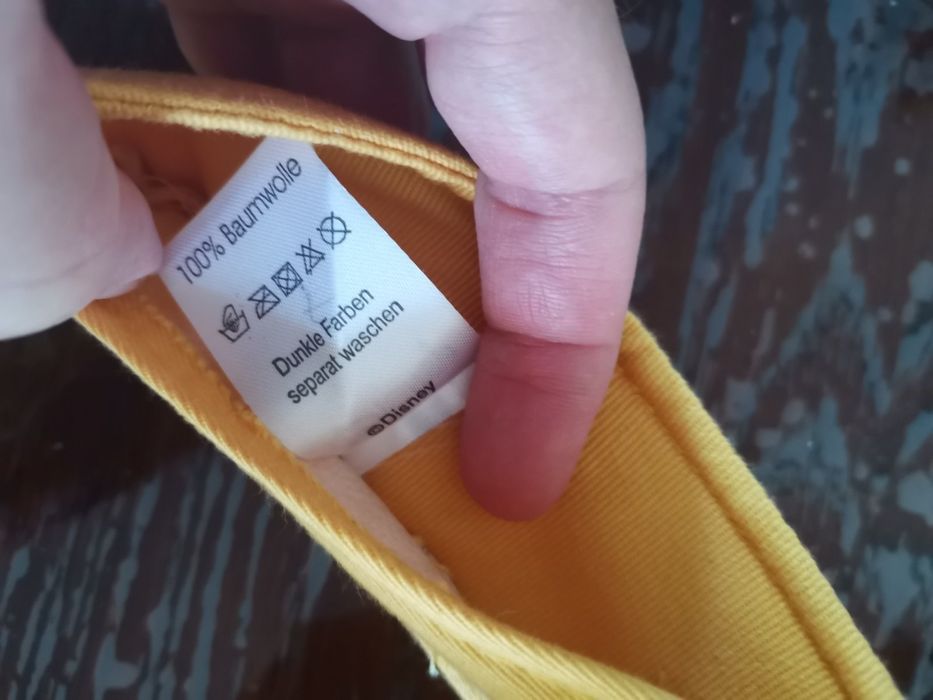 100% Baumwolle
Dunkle Farben
separat waschen
©Disney